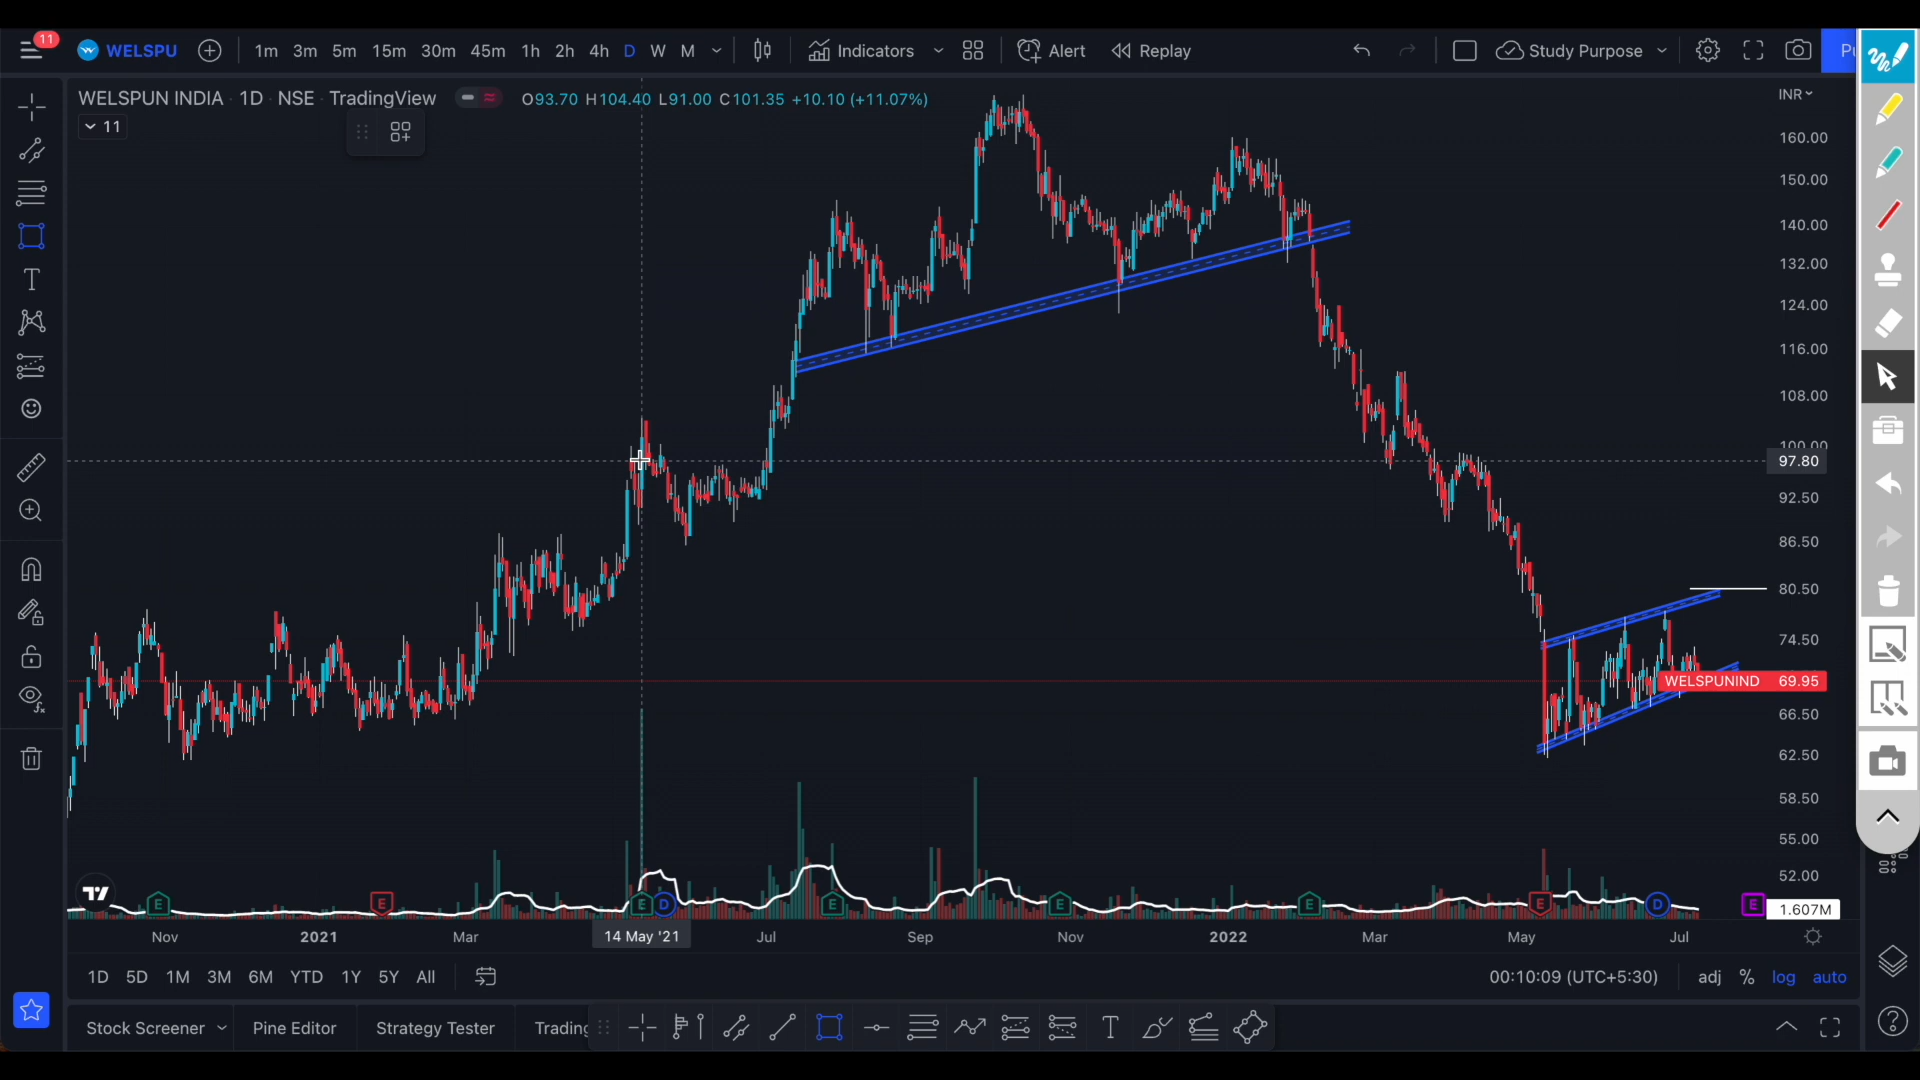 11
WELSPU
1m 3m 5m 15m 30m 45m 1h 2h 4h D W M
Indicators
Alert
Replay
Study Purpose
WELSPUN INDIA · 1D · NSE · TradingView
O93.70 H104.40 L91.00 C101.35 +10.10 (+11.07%)
INR
11
160.00
150.00
140.00
132.00
124.00
116.00
108.00
100.00
97.80
92.50
86.50
80.50
74.50
WELSPUNIND 69.95
66.50
62.50
58.50
55.00
52.00
E E E D E E E E E D E
1.607M
Nov 2021 Mar 14 May '21 Jul Sep Nov 2022 Mar May Jul
1D 5D 1M 3M 6M YTD 1Y 5Y All
00:10:09 (UTC+5:30) adj % log auto
Stock Screener Pine Editor Strategy Tester